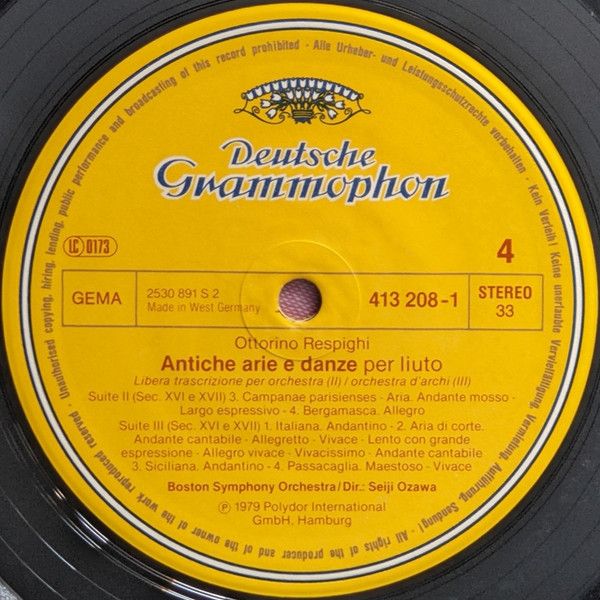 Unauthorised copying, hiring, lending, public performance and broadcasting of this record prohibited · Alle Urheber- und Leistungsschutzrechte vorbehalten · Kein Verleih! Keine unerlaubte Vervielfältigung, Vermietung, Aufführung, Sendung! · All rights of the producer and of the owner of the work reproduced reserved ·
Deutsche
Grammophon
LC 0173
4
GEMA
2530 891 S 2
Made in West Germany
413 208-1
STEREO
33
Ottorino Respighi
Antiche arie e danze per liuto
Libera trascrizione per orchestra (II) / orchestra d'archi (III)
Suite II (Sec. XVI e XVII) 3. Campanae parisienses - Aria. Andante mosso -
Largo espressivo - 4. Bergamasca. Allegro
Suite III (Sec. XVI e XVII) 1. Italiana. Andantino - 2. Aria di corte.
Andante cantabile - Allegretto - Vivace - Lento con grande
espressione - Allegro vivace - Vivacissimo - Andante cantabile
3. Siciliana. Andantino - 4. Passacaglia. Maestoso - Vivace
Boston Symphony Orchestra/Dir.: Seiji Ozawa
Ⓟ 1979 Polydor International
GmbH, Hamburg